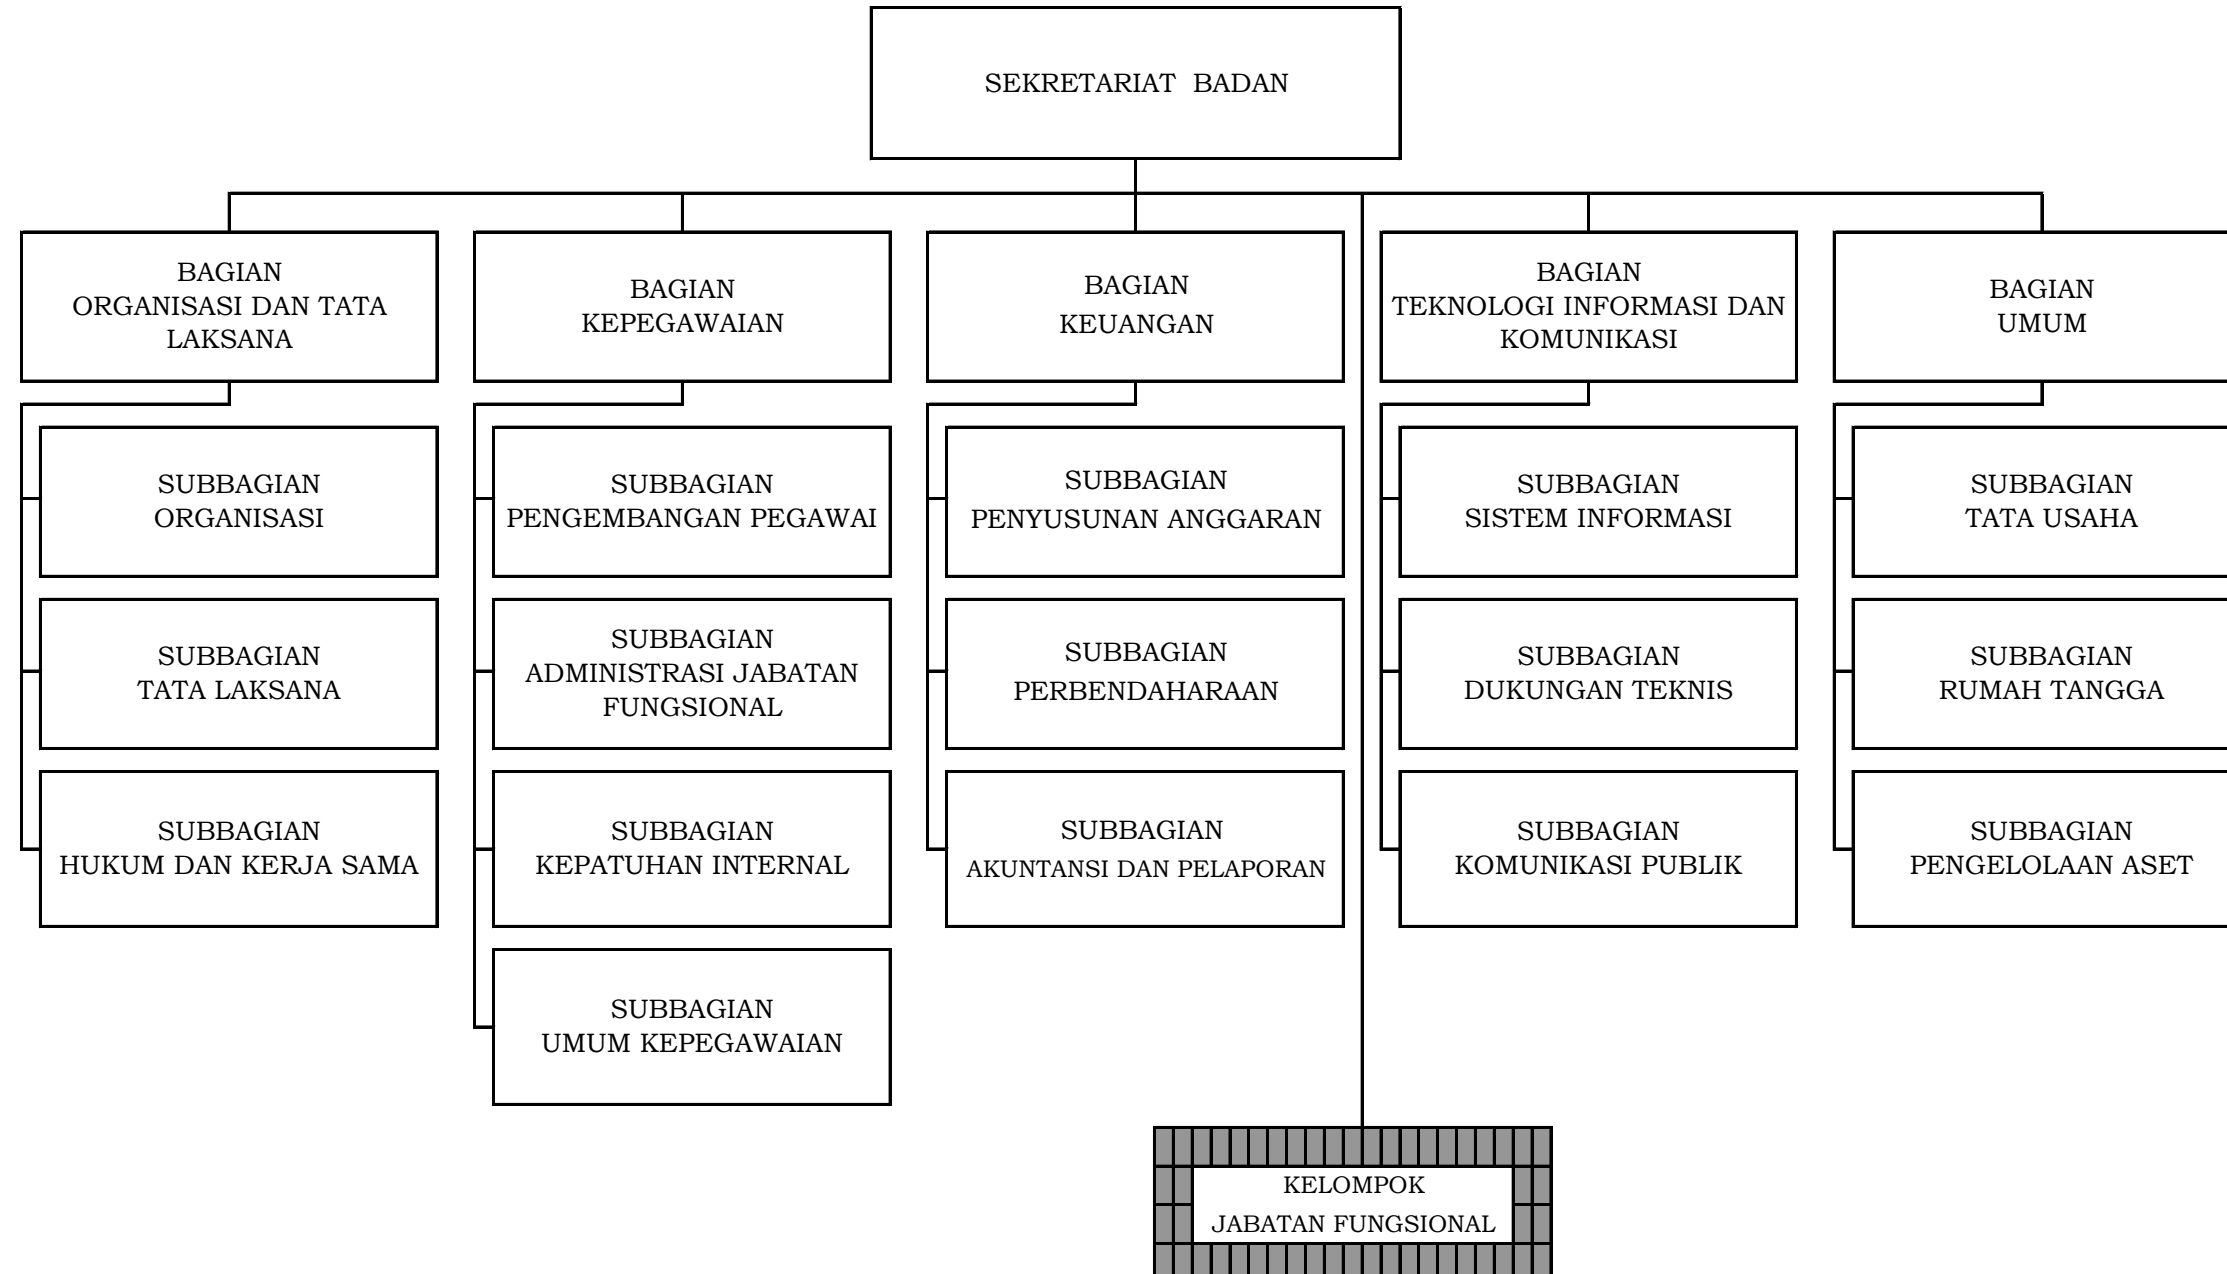 SEKRETARIAT BADAN
BAGIAN
ORGANISASI DAN TATA
LAKSANA
BAGIAN
KEPEGAWAIAN
BAGIAN
KEUANGAN
BAGIAN
TEKNOLOGI INFORMASI DAN
KOMUNIKASI
BAGIAN
UMUM
SUBBAGIAN
ORGANISASI
SUBBAGIAN
PENGEMBANGAN PEGAWAI
SUBBAGIAN
PENYUSUNAN ANGGARAN
SUBBAGIAN
SISTEM INFORMASI
SUBBAGIAN
TATA USAHA
SUBBAGIAN
TATA LAKSANA
SUBBAGIAN
ADMINISTRASI JABATAN
FUNGSIONAL
SUBBAGIAN
PERBENDAHARAAN
SUBBAGIAN
DUKUNGAN TEKNIS
SUBBAGIAN
RUMAH TANGGA
SUBBAGIAN
HUKUM DAN KERJA SAMA
SUBBAGIAN
KEPATUHAN INTERNAL
SUBBAGIAN
AKUNTANSI DAN PELAPORAN
SUBBAGIAN
KOMUNIKASI PUBLIK
SUBBAGIAN
PENGELOLAAN ASET
SUBBAGIAN
UMUM KEPEGAWAIAN
KELOMPOK
JABATAN FUNGSIONAL